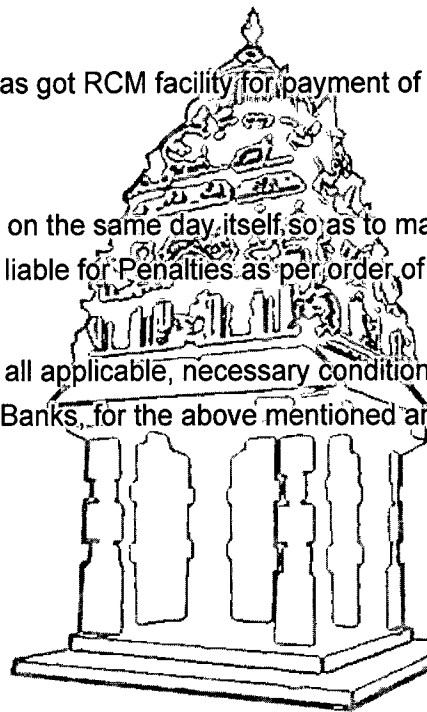 as got RCM facility for payment of
on the same day itself so as to ma
liable for Penalties as per order of
all applicable, necessary condition
Banks, for the above mentioned a